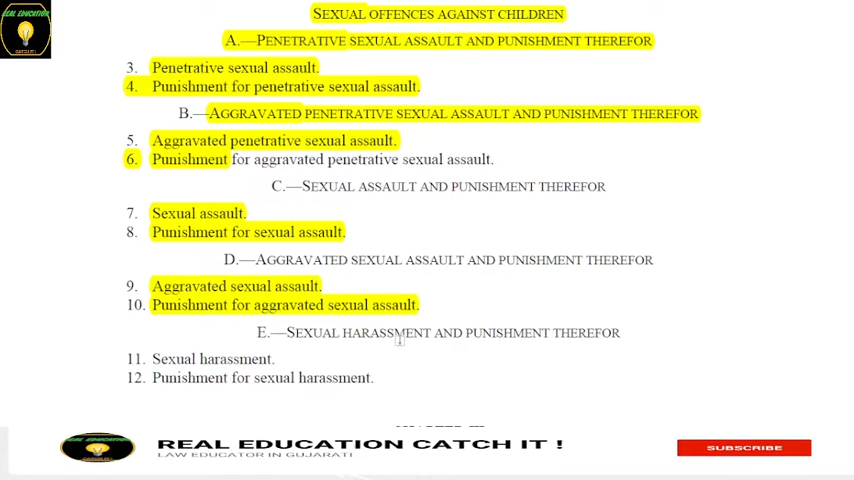 REAL EDUCATION
SEXUAL OFFENCES AGAINST CHILDREN
A.—PENETRATIVE SEXUAL ASSAULT AND PUNISHMENT THEREFOR
3. Penetrative sexual assault.
4. Punishment for penetrative sexual assault.
B.—AGGRAVATED PENETRATIVE SEXUAL ASSAULT AND PUNISHMENT THEREFOR
5. Aggravated penetrative sexual assault.
6. Punishment for aggravated penetrative sexual assault.
C.—SEXUAL ASSAULT AND PUNISHMENT THEREFOR
7. Sexual assault.
8. Punishment for sexual assault.
D.—AGGRAVATED SEXUAL ASSAULT AND PUNISHMENT THEREFOR
9. Aggravated sexual assault.
10. Punishment for aggravated sexual assault.
E.—SEXUAL HARASSMENT AND PUNISHMENT THEREFOR
11. Sexual harassment.
12. Punishment for sexual harassment.
REAL EDUCATION
REAL EDUCATION CATCH IT !
LAW EDUCATOR IN GUJARATI
SUBSCRIBE